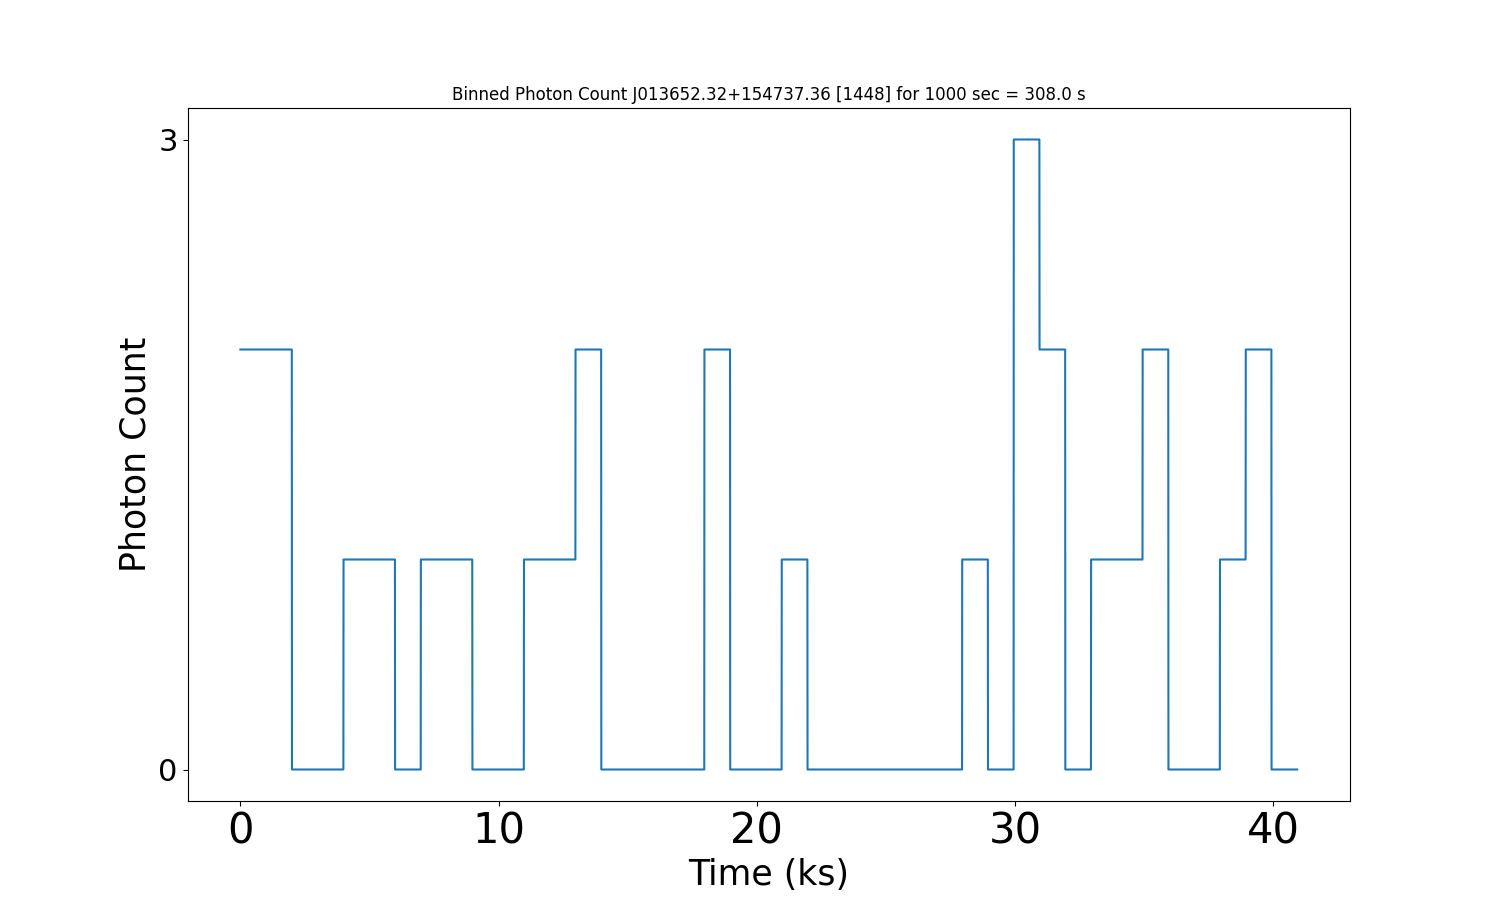 Binned Photon Count J013652.32+154737.36 [1448] for 1000 sec = 308.0 s
3
Photon Count
0
0 10 20 30 40
Time (ks)